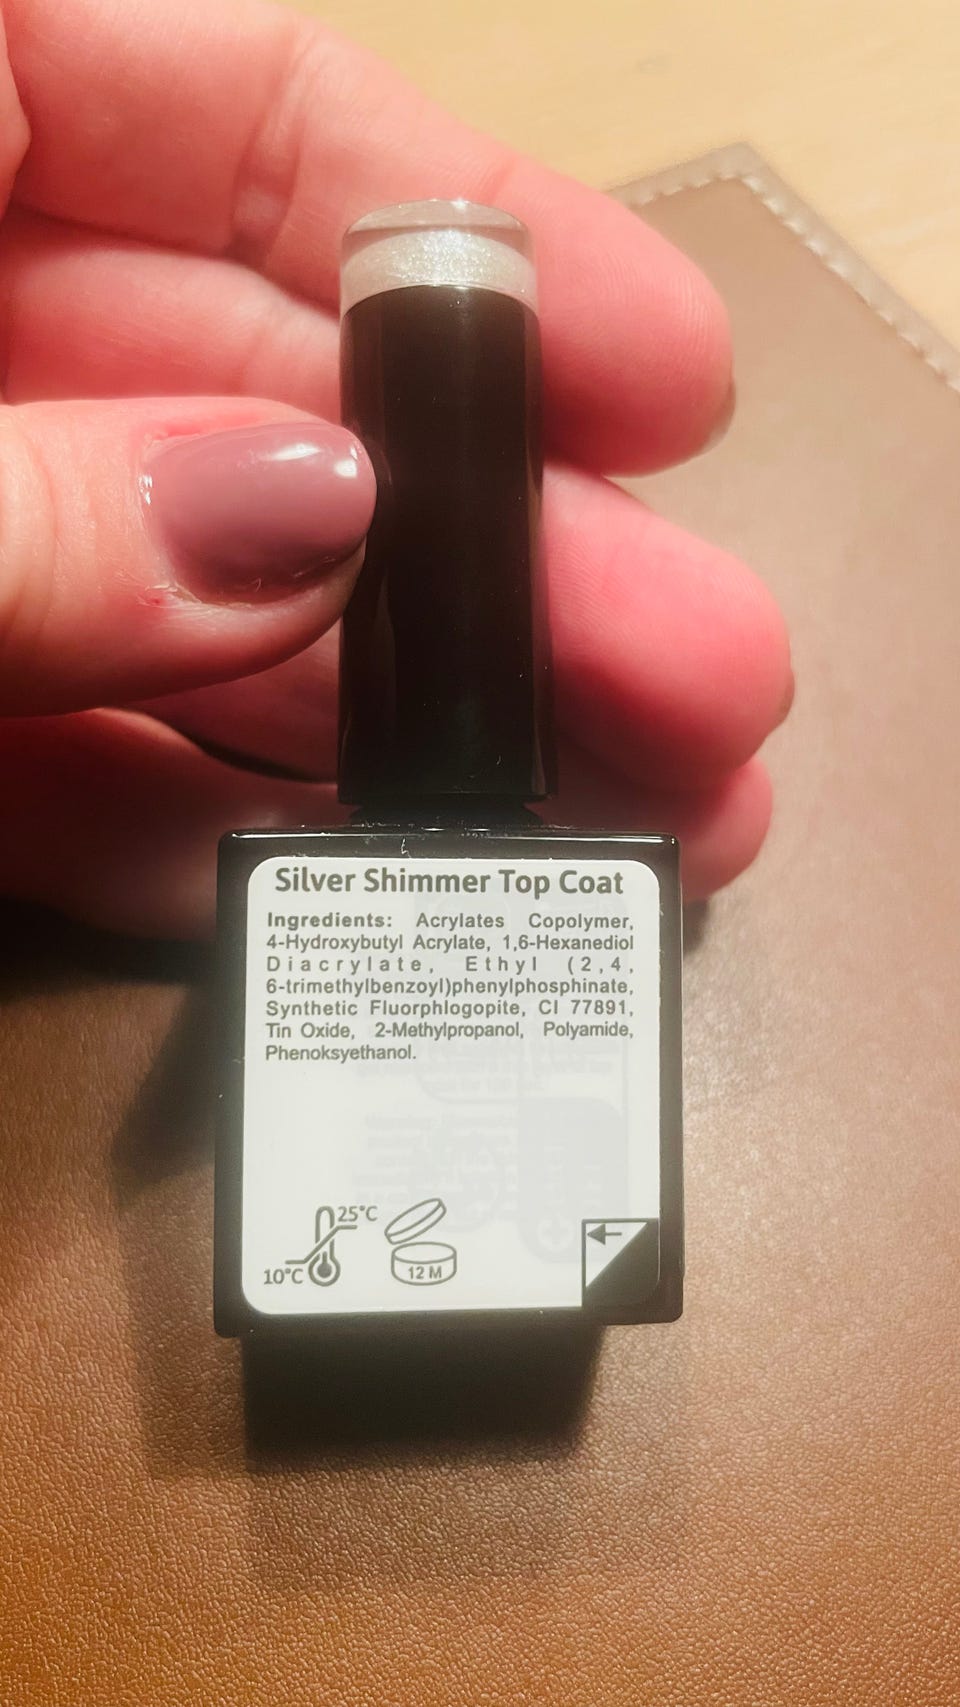 Silver Shimmer Top Coat
Ingredients: Acrylates Copolymer,
4-Hydroxybutyl Acrylate, 1,6-Hexanediol
Diacrylate, Ethyl (2,4,
6-trimethylbenzoyl)phenylphosphinate,
Synthetic Fluorphlogopite, CI 77891,
Tin Oxide, 2-Methylpropanol, Polyamide,
Phenoksyethanol.
25°C
10°C
12 M